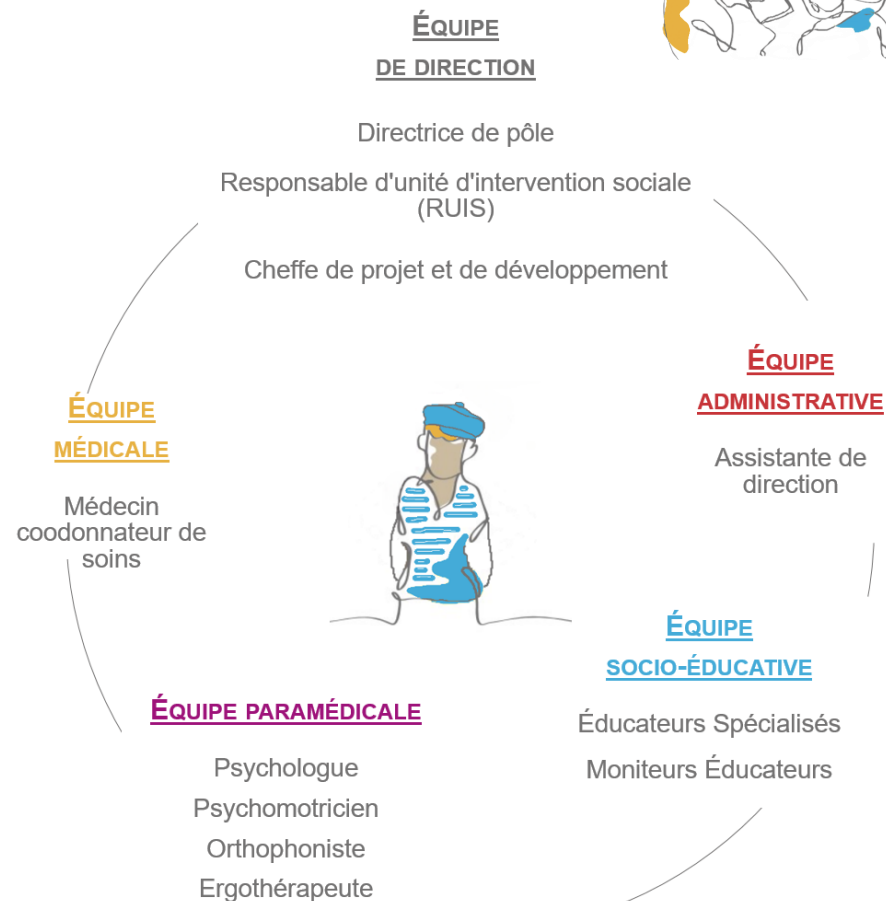 ÉQUIPE
DE DIRECTION
Directrice de pôle
Responsable d'unité d'intervention sociale
(RUIS)
Cheffe de projet et de développement
ÉQUIPE
ADMINISTRATIVE
Assistante de
direction
ÉQUIPE
MÉDICALE
Médecin
coodonnateur de
soins
ÉQUIPE
SOCIO-ÉDUCATIVE
Éducateurs Spécialisés
Moniteurs Éducateurs
ÉQUIPE PARAMÉDICALE
Psychologue
Psychomotricien
Orthophoniste
Ergothérapeute